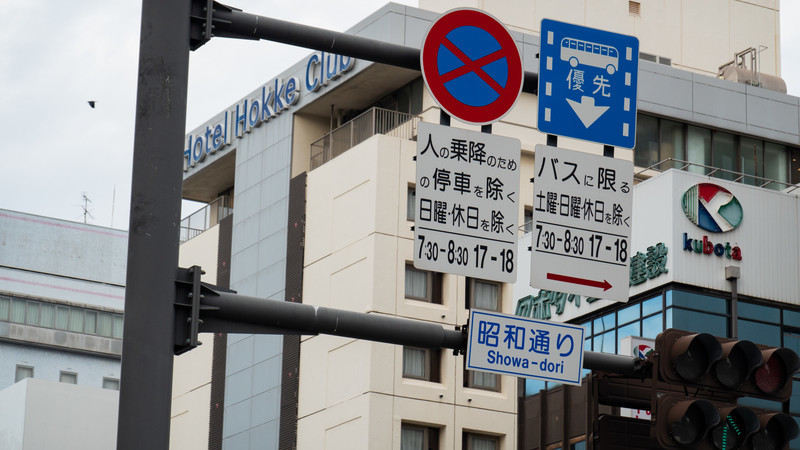 Hotel Hokke Club
優先
人の乗降のため
の停車を除く
日曜・休日を除く
7:30-8:30 17-18
バスに限る
土曜・日曜・休日を除く
7:30-8:30 17-18
kubota
建設
昭和通り
Showa-dori